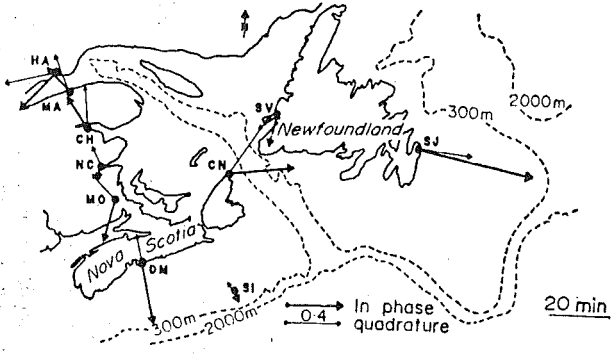 N
HA
MA
CH
NC
MO
DM
SV
CN
SJ
SI
Newfoundland
Nova Scotia
300m
2000m
300m
2000m
In phase
0·4
quadrature
20 min